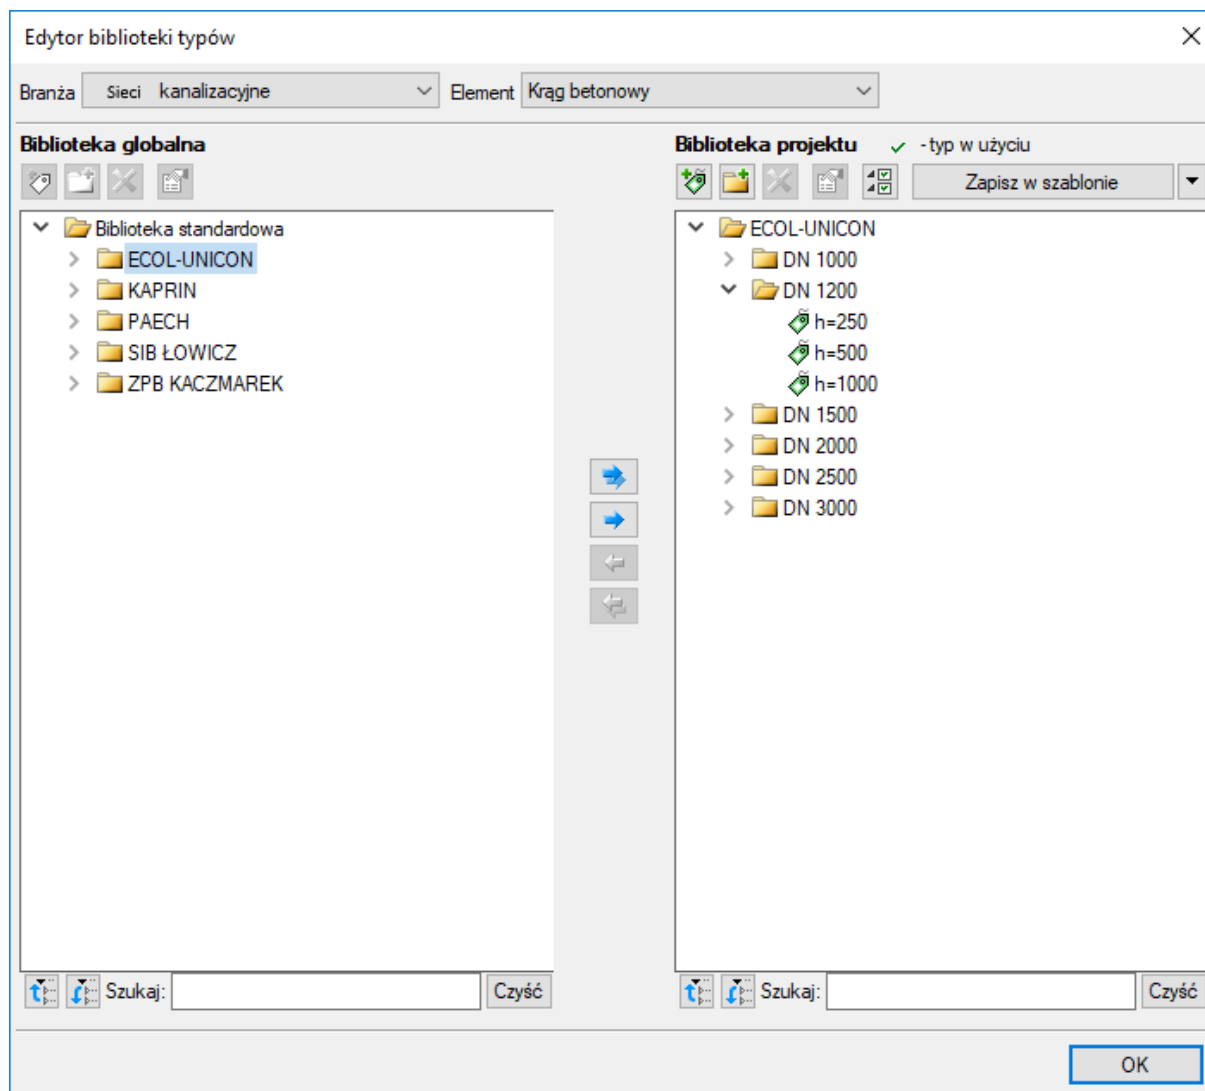 Edytor biblioteki typów
Branża Sieci kanalizacyjne Element Krąg betonowy
Biblioteka globalna
Biblioteka projektu - typ w użyciu
Zapisz w szablonie
Biblioteka standardowa
ECOL-UNICON
KAPRIN
PAECH
SIB ŁOWICZ
ZPB KACZMAREK
ECOL-UNICON
DN 1000
DN 1200
h=250
h=500
h=1000
DN 1500
DN 2000
DN 2500
DN 3000
Szukaj: Czyść
Szukaj: Czyść
OK